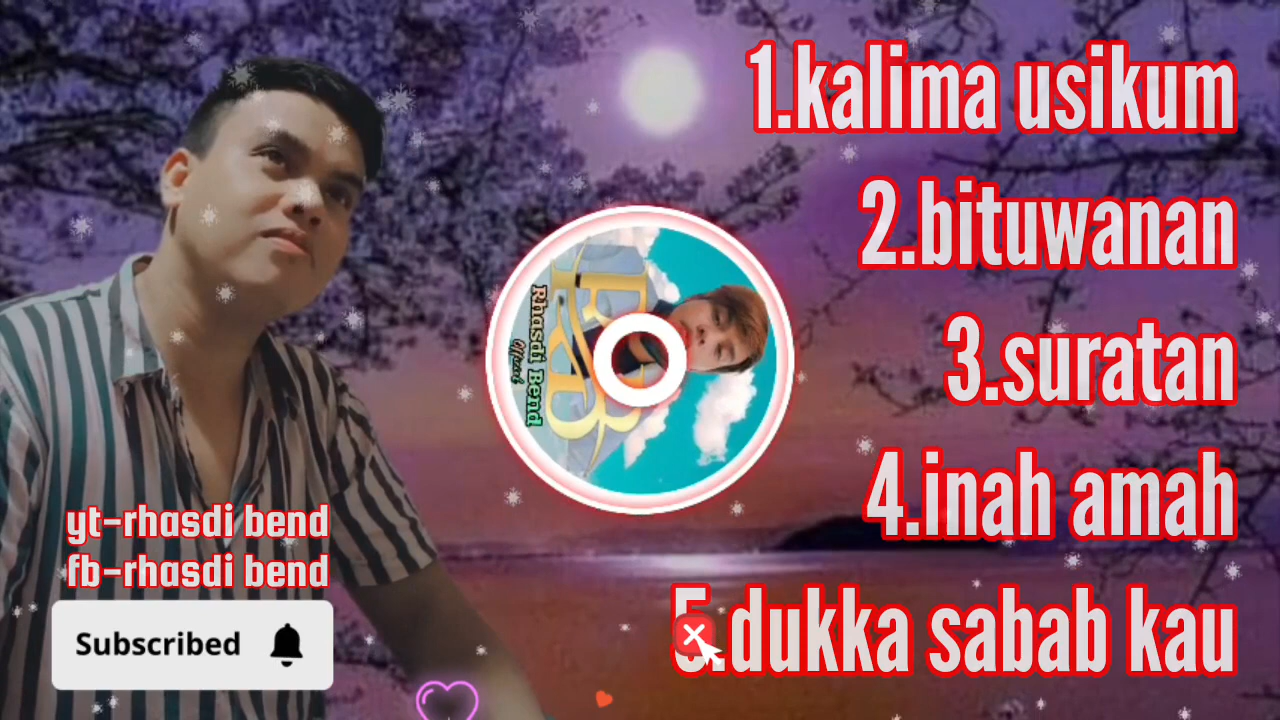 1.kalima usikum
2.bituwanan
3.suratan
4.inah amah
5.dukka sabab kau
Rhasdi Bend
Official
yt-rhasdi bend
fb-rhasdi bend
Subscribed